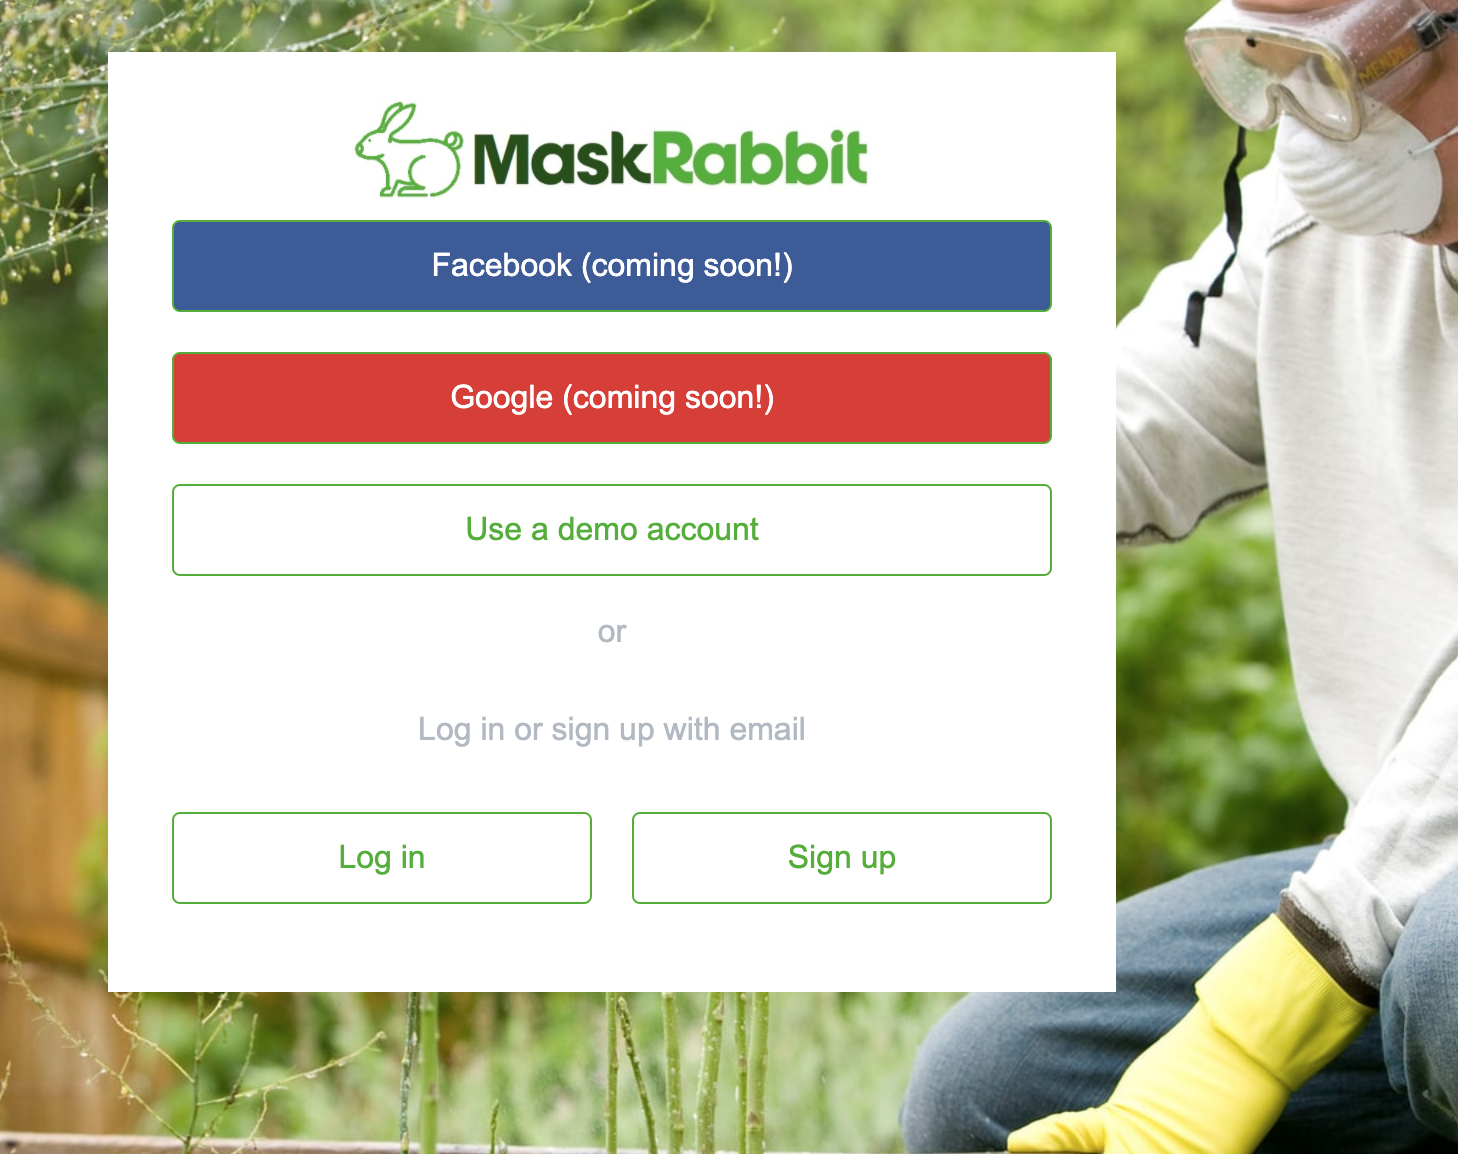 MaskRabbit
Facebook (coming soon!)
Google (coming soon!)
Use a demo account
or
Log in or sign up with email
Log in
Sign up